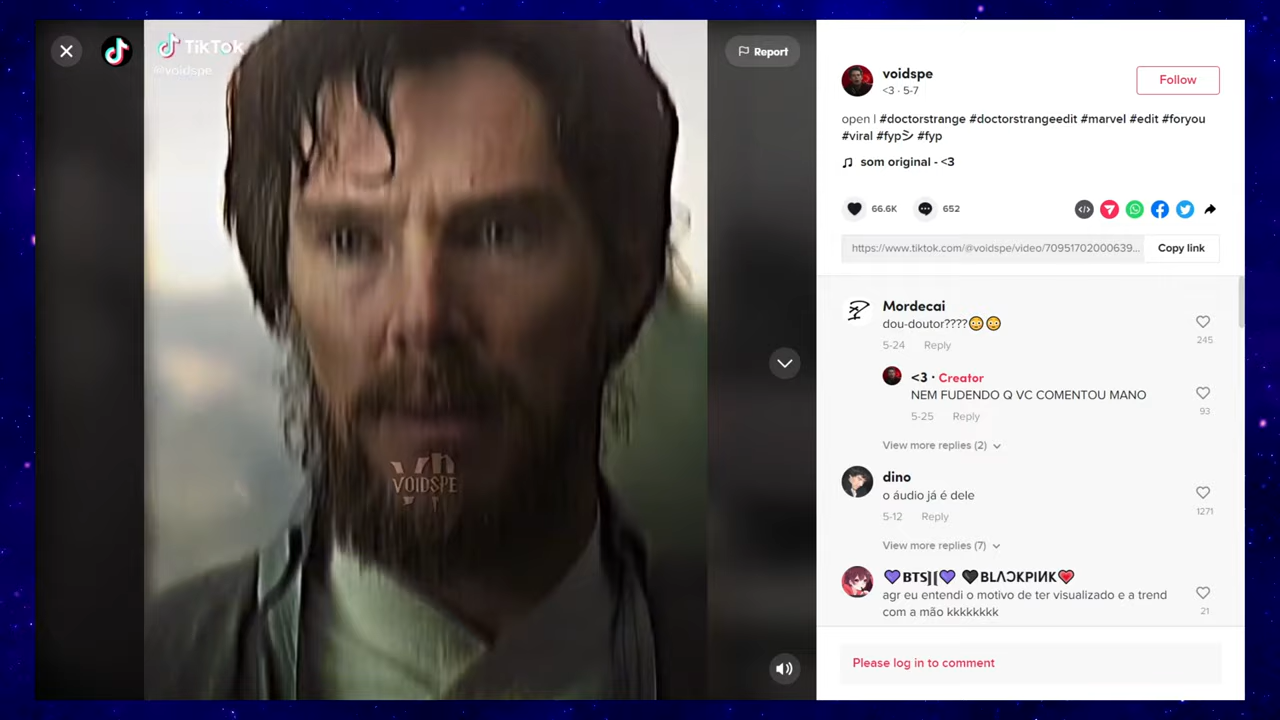 TikTok
@voidspe
Report
VOIDSPE
voidspe
<3 · 5-7
Follow
open | #doctorstrange #doctorstrangeedit #marvel #edit #foryou
#viral #fypシ #fyp
som original - <3
66.6K
652
https://www.tiktok.com/@voidspe/video/70951702000639...
Copy link
Mordecai
dou-doutor????😳😳
5-24 Reply
245
<3 · Creator
NEM FUDENDO Q VC COMENTOU MANO
5-25 Reply
93
View more replies (2)
dino
o áudio já é dele
5-12 Reply
1271
View more replies (7)
💜BTS][💜 🖤BLΛƆKPIИK❤️
agr eu entendi o motivo de ter visualizado e a trend
com a mão kkkkkkkk
21
Please log in to comment